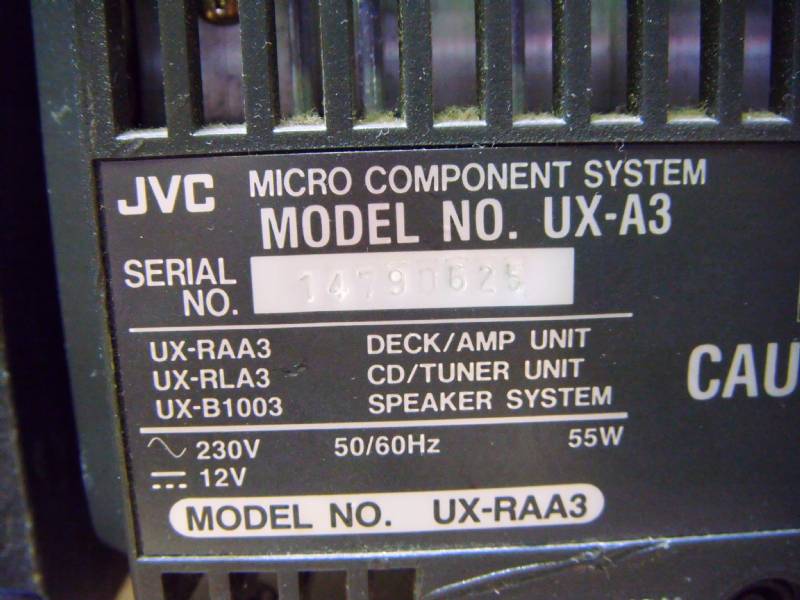 JVC MICRO COMPONENT SYSTEM
MODEL NO. UX-A3
SERIAL NO. 14790625
UX-RAA3 DECK/AMP UNIT
UX-RLA3 CD/TUNER UNIT
UX-B1003 SPEAKER SYSTEM
230V 50/60Hz 55W
12V
MODEL NO. UX-RAA3
CAU